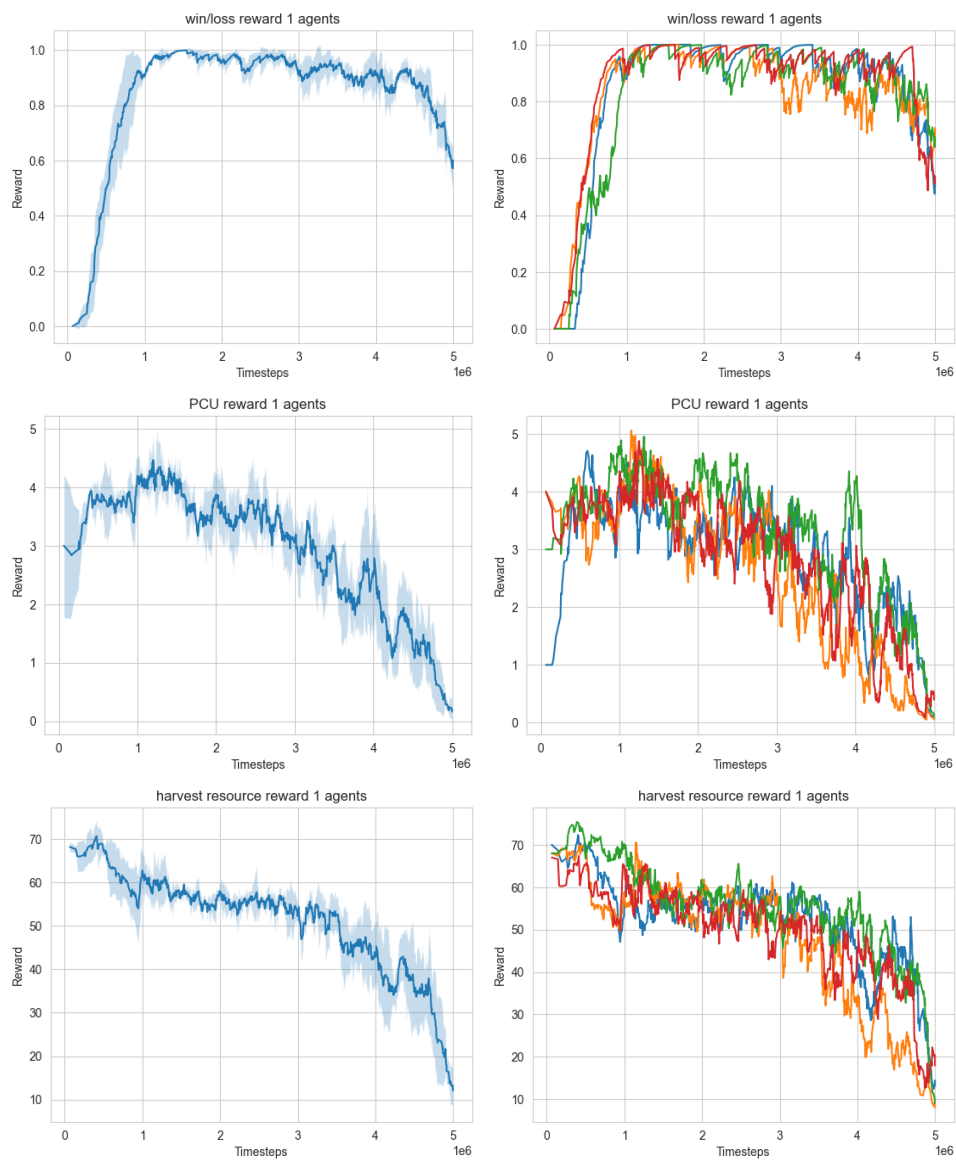 win/loss reward 1 agents
Reward
1.0
0.8
0.6
0.4
0.2
0.0
0 1 2 3 4 5
Timesteps
1e6
win/loss reward 1 agents
Reward
1.0
0.8
0.6
0.4
0.2
0.0
0 1 2 3 4 5
Timesteps
1e6
PCU reward 1 agents
Reward
5
4
3
2
1
0
0 1 2 3 4 5
Timesteps
1e6
PCU reward 1 agents
Reward
5
4
3
2
1
0
0 1 2 3 4 5
Timesteps
1e6
harvest resource reward 1 agents
Reward
70
60
50
40
30
20
10
0 1 2 3 4 5
Timesteps
1e6
harvest resource reward 1 agents
Reward
70
60
50
40
30
20
10
0 1 2 3 4 5
Timesteps
1e6